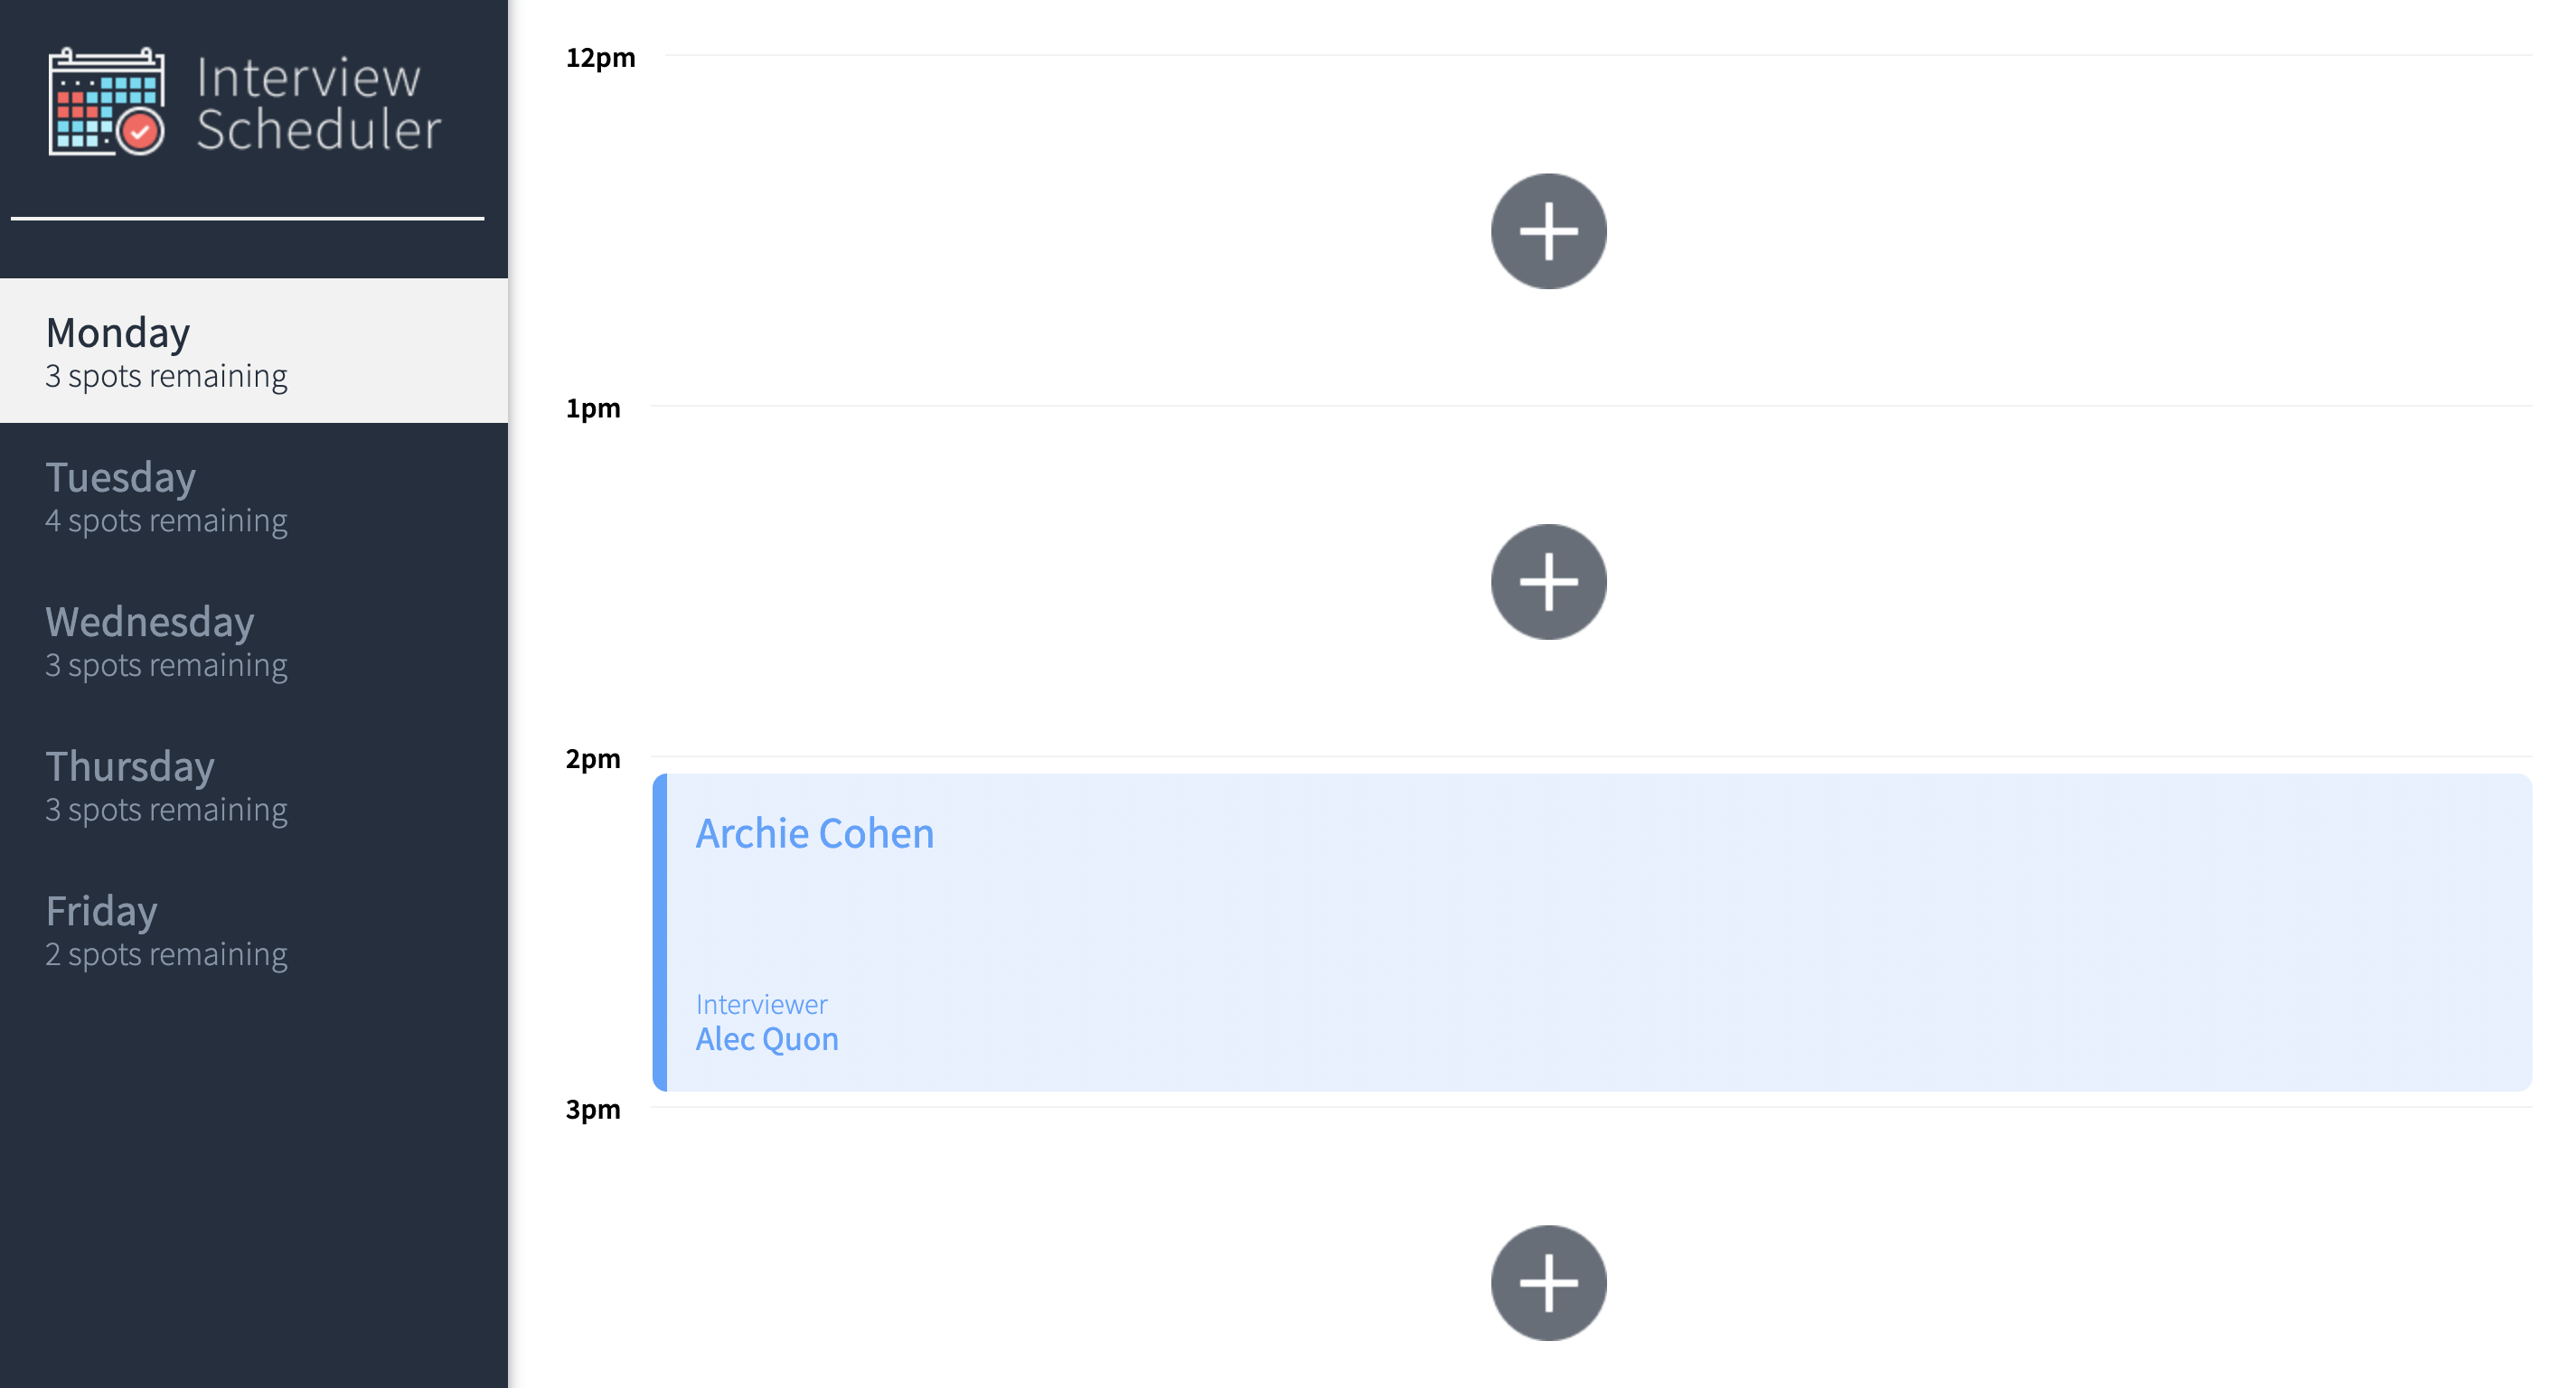 Interview
Scheduler
Monday
3 spots remaining
Tuesday
4 spots remaining
Wednesday
3 spots remaining
Thursday
3 spots remaining
Friday
2 spots remaining
12pm
1pm
2pm
Archie Cohen
Interviewer
Alec Quon
3pm